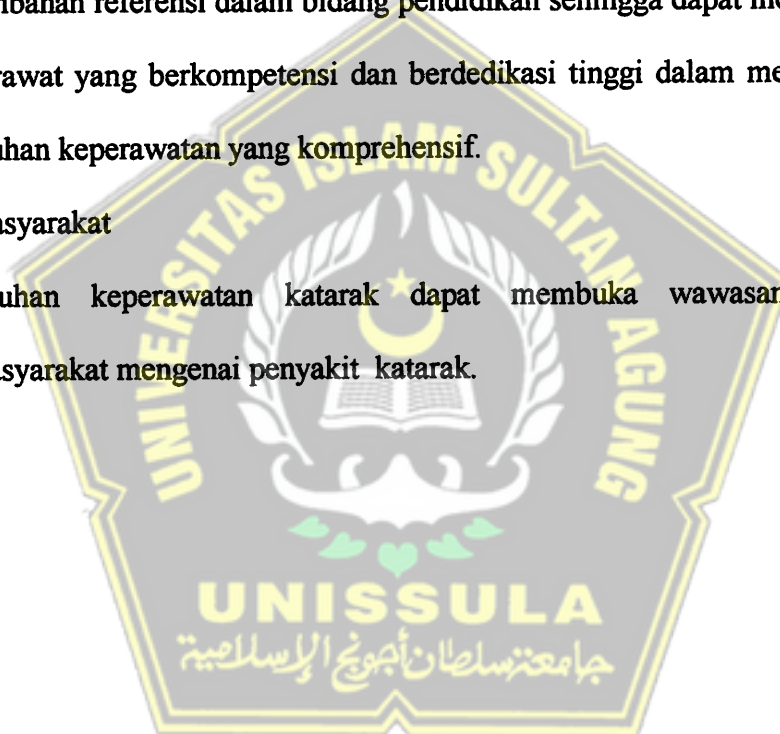 mbahan referensi dalam bidang pendidikan sehingga dapat me
rawat yang berkompetensi dan berdedikasi tinggi dalam me
uhan keperawatan yang komprehensif.
asyarakat
uhan keperawatan katarak dapat membuka wawasan
asyarakat mengenai penyakit katarak.
UNIVERSITAS ISLAM SULTAN AGUNG
UNISSULA
جامعة سلطان أجونج الإسلامية